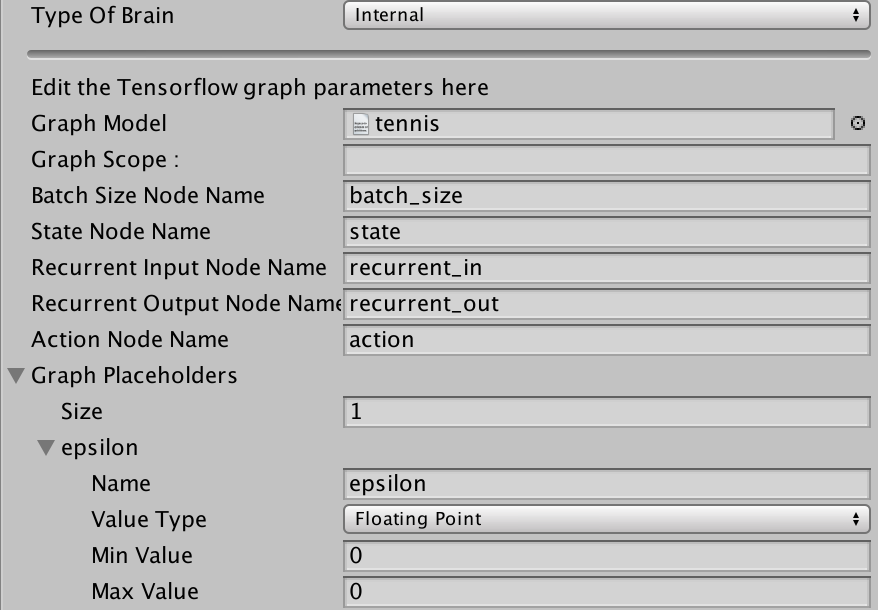 Type Of Brain Internal
Edit the Tensorflow graph parameters here
Graph Model tennis
Graph Scope :
Batch Size Node Name batch_size
State Node Name state
Recurrent Input Node Name recurrent_in
Recurrent Output Node Name recurrent_out
Action Node Name action
Graph Placeholders
Size 1
epsilon
Name epsilon
Value Type Floating Point
Min Value 0
Max Value 0